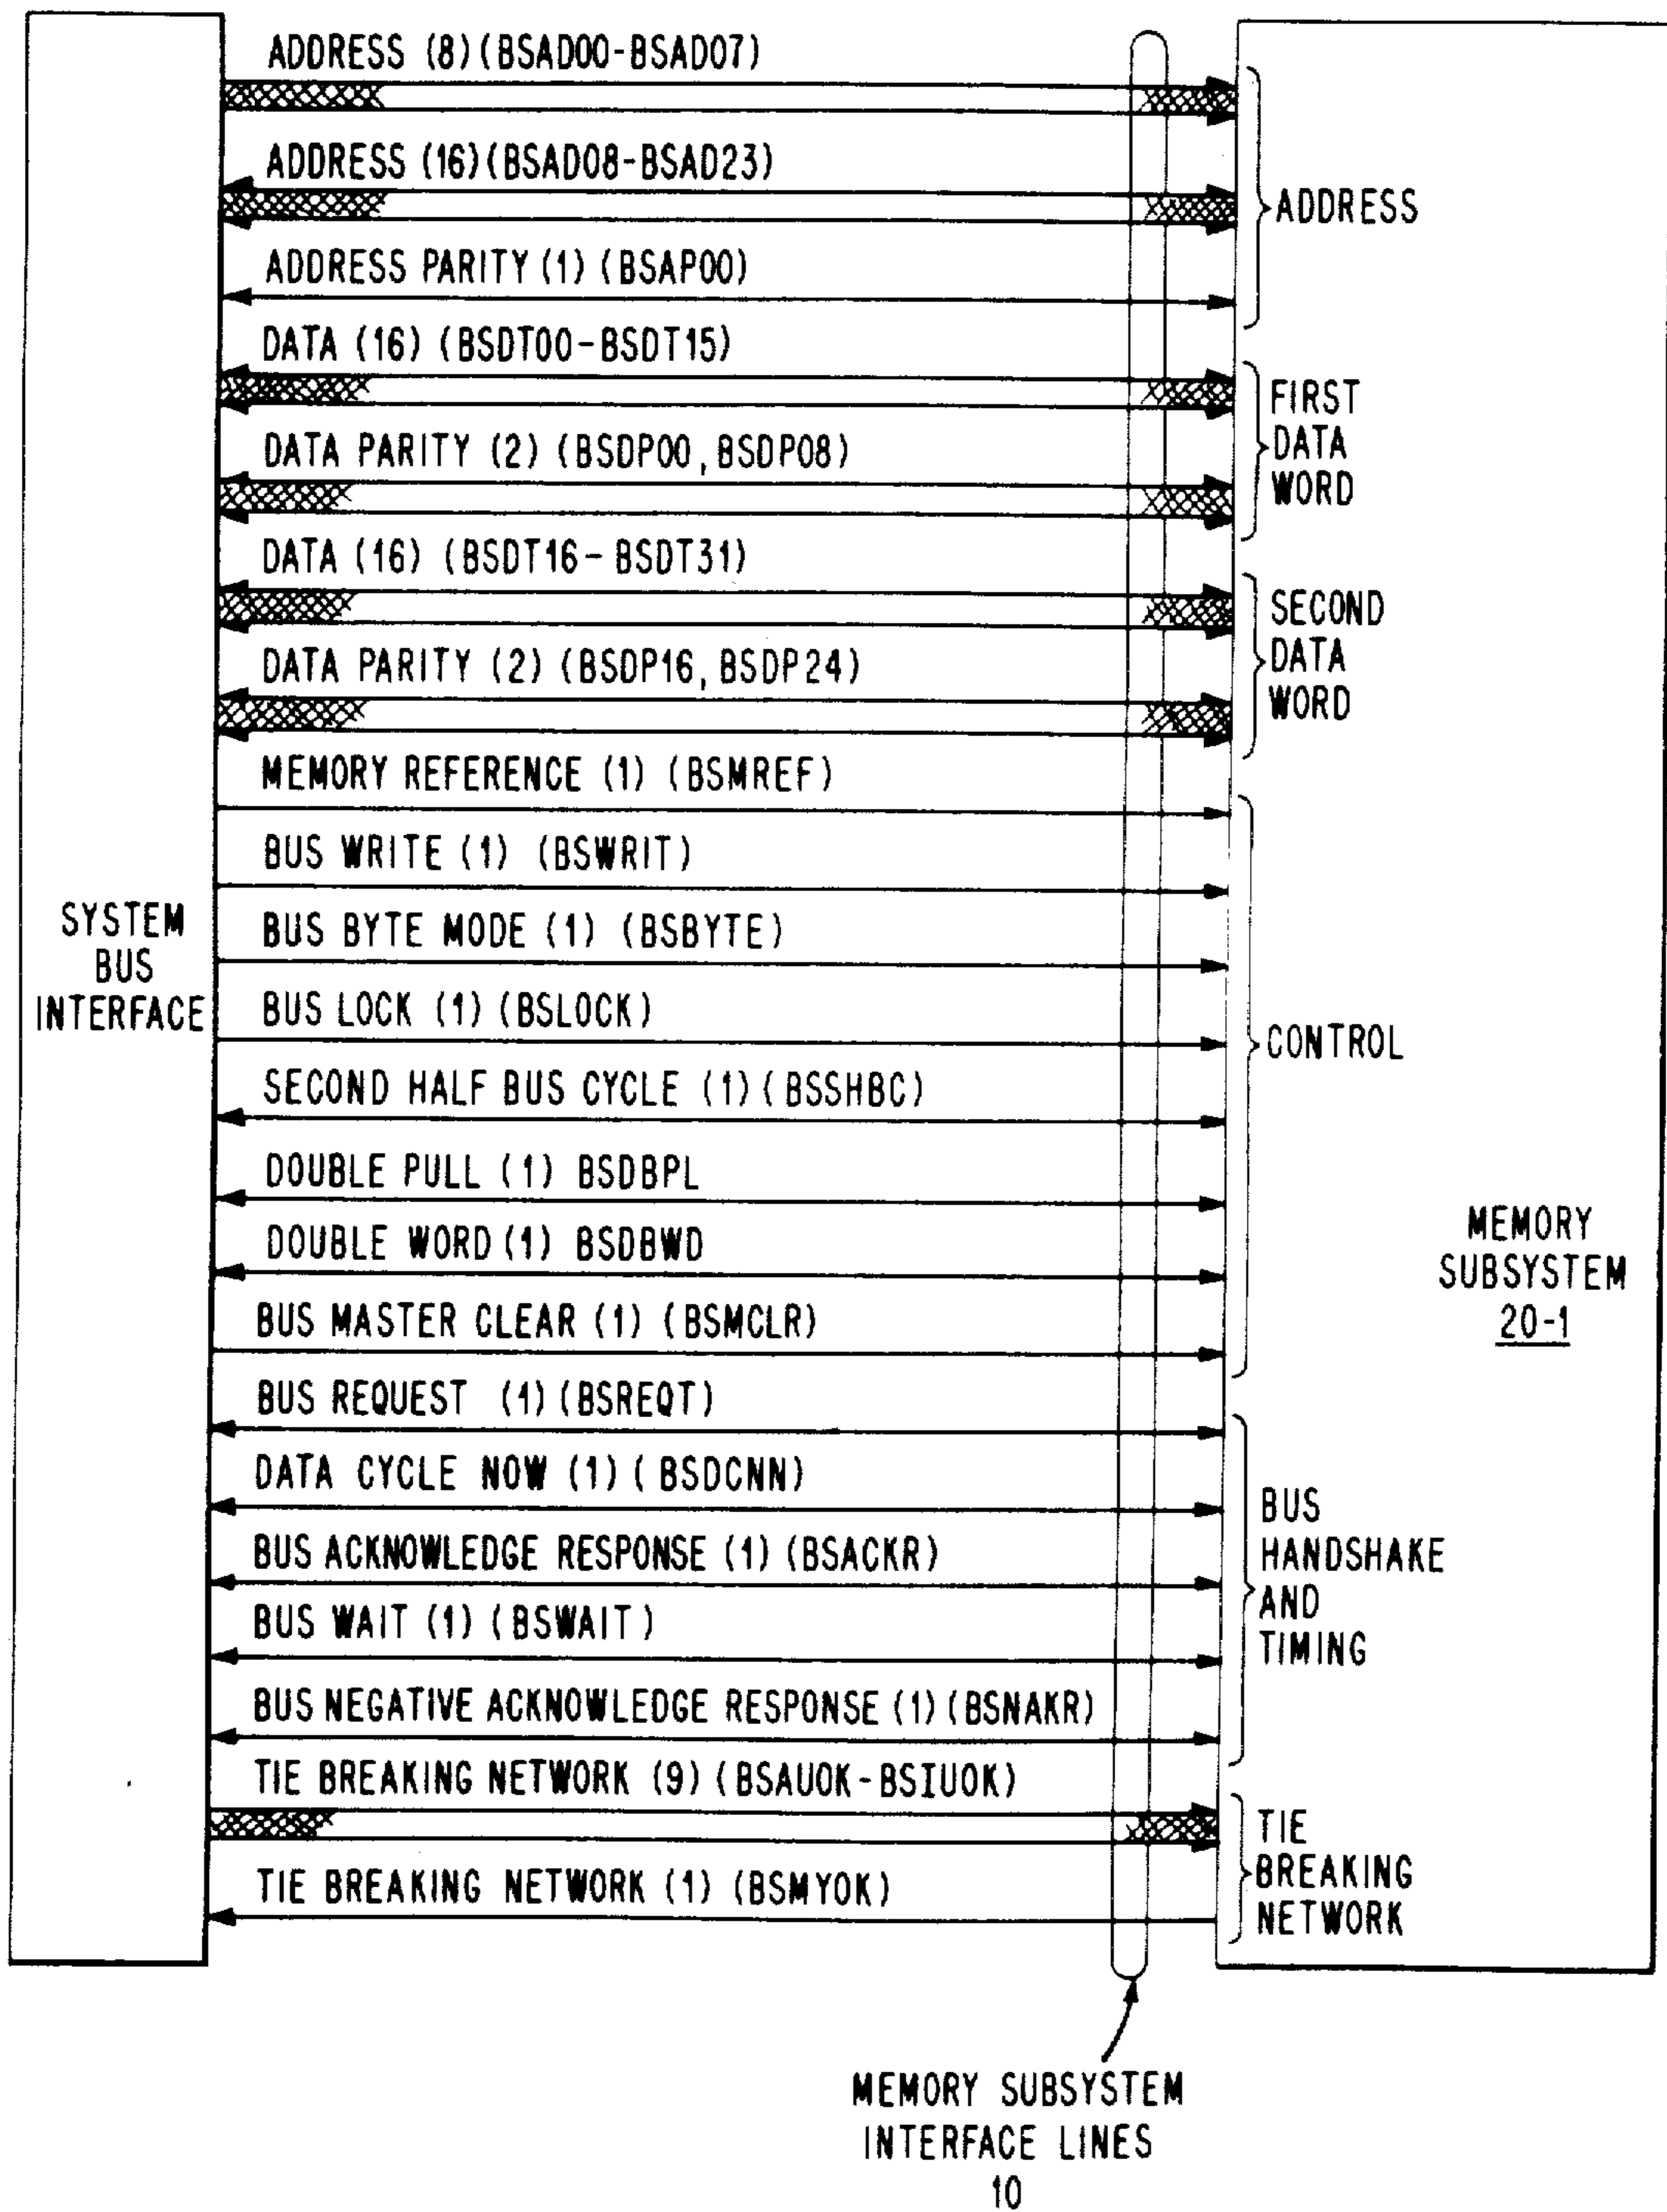 ADDRESS (8) (BSAD00-BSAD07)
ADDRESS (16) (BSAD08-BSAD23)
ADDRESS PARITY (1) (BSAP00)
ADDRESS
DATA (16) (BSDT00-BSDT15)
DATA PARITY (2) (BSDP00, BSDP08)
FIRST
DATA
WORD
DATA (16) (BSDT16-BSDT31)
DATA PARITY (2) (BSDP16, BSDP24)
SECOND
DATA
WORD
MEMORY REFERENCE (1) (BSMREF)
BUS WRITE (1) (BSWRIT)
BUS BYTE MODE (1) (BSBYTE)
BUS LOCK (1) (BSLOCK)
SECOND HALF BUS CYCLE (1) (BSSHBC)
DOUBLE PULL (1) BSDBPL
DOUBLE WORD (1) BSDBWD
BUS MASTER CLEAR (1) (BSMCLR)
CONTROL
SYSTEM
BUS
INTERFACE
MEMORY
SUBSYSTEM
20-1
BUS REQUEST (1) (BSREQT)
DATA CYCLE NOW (1) (BSDCNN)
BUS ACKNOWLEDGE RESPONSE (1) (BSACKR)
BUS WAIT (1) (BSWAIT)
BUS NEGATIVE ACKNOWLEDGE RESPONSE (1) (BSNAKR)
BUS
HANDSHAKE
AND
TIMING
TIE BREAKING NETWORK (9) (BSAUOK-BSIUOK)
TIE BREAKING NETWORK (1) (BSMYOK)
TIE
BREAKING
NETWORK
MEMORY SUBSYSTEM
INTERFACE LINES
10